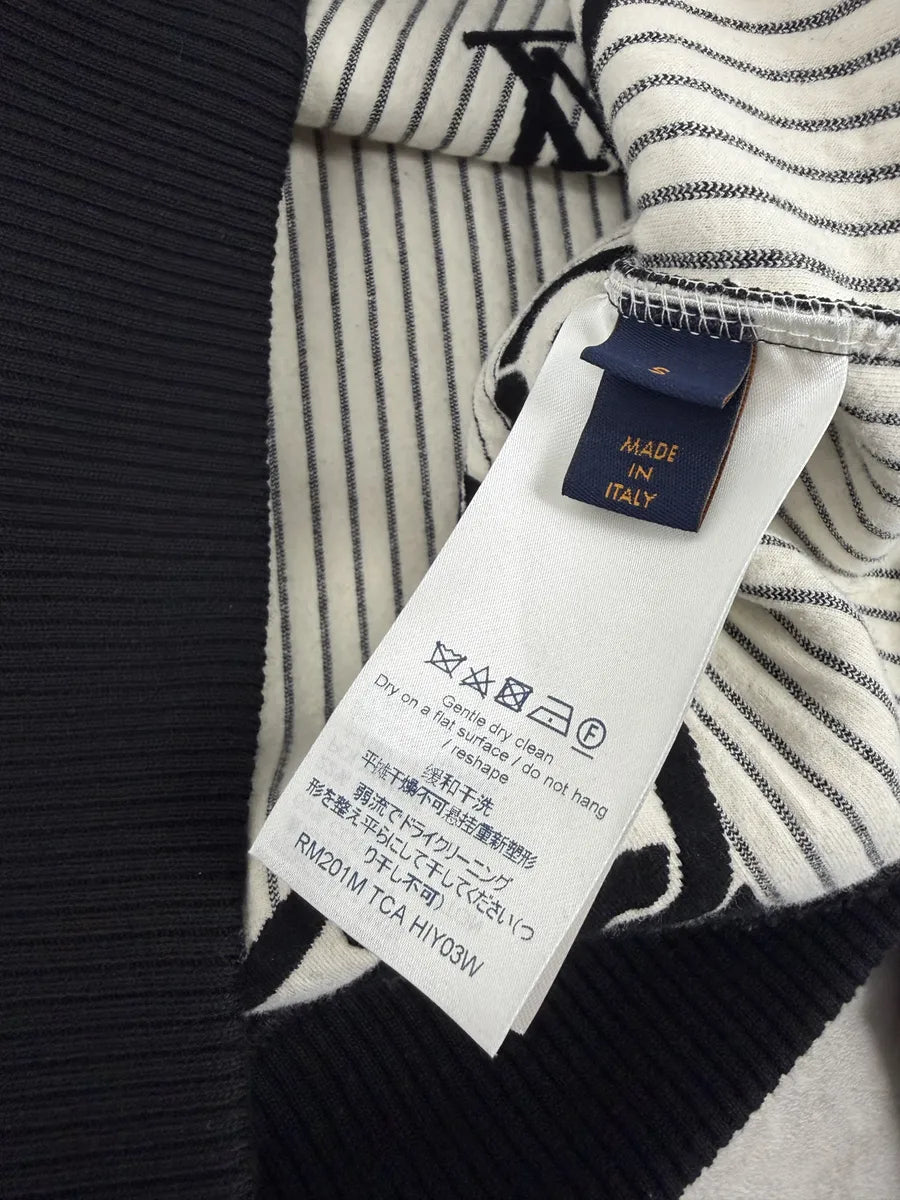 LV
S
MADE
IN
ITALY
F
Gentle dry clean
Dry on a flat surface / do not hang
/ reshape
缓和干洗
平摊干燥不可悬挂重新塑形
弱流でドライクリーニング
形を整え平らにして干してください(つ
り干し不可)
RM201M TCA HIY03W